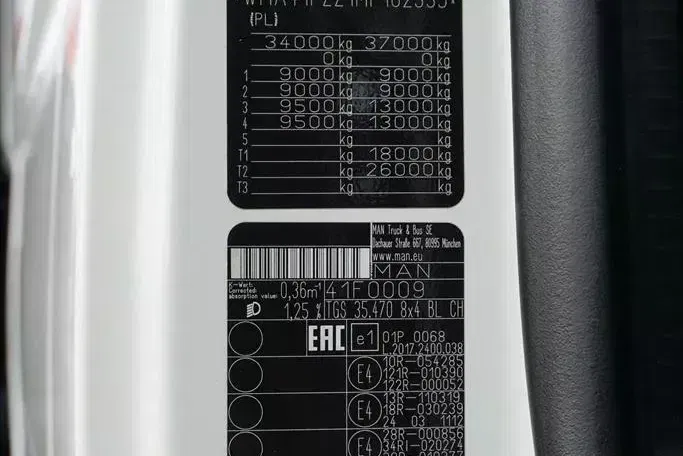 (PL)
34000 kg 37000 kg
0 kg 0 kg
1 9000 kg 9000 kg
2 9000 kg 9000 kg
3 9500 kg 13000 kg
4 9500 kg 13000 kg
5 kg kg
T1 kg 18000 kg
T2 kg 26000 kg
T3 kg kg
MAN Truck & Bus SE
Dachauer Straße 667, 80995 München
www.man.eu
MAN
K-Wert:
Corrected
absorption value: 0,36m⁻¹ 41F0009
1,25 % TGS 35.470 8x4 BL CH
EAC e1 01P 0068
L.2017.2400.038
10R-054285
E4 121R-010390
122R-000052
13R-110319
E4 18R-030239
24 03 1112
28R-000856
E4 34RI-020274